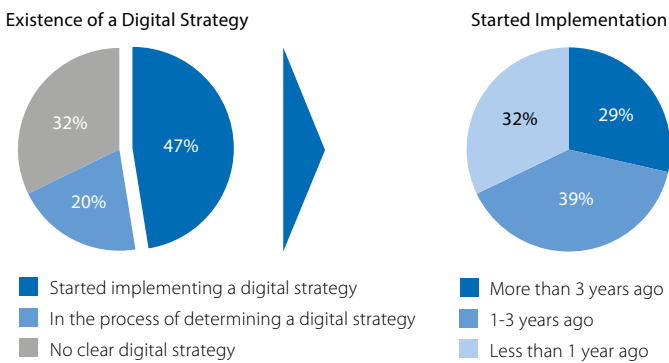 Existence of a Digital Strategy
32%
47%
20%
Started implementing a digital strategy
In the process of determining a digital strategy
No clear digital strategy
Started Implementation
32%
29%
39%
More than 3 years ago
1-3 years ago
Less than 1 year ago